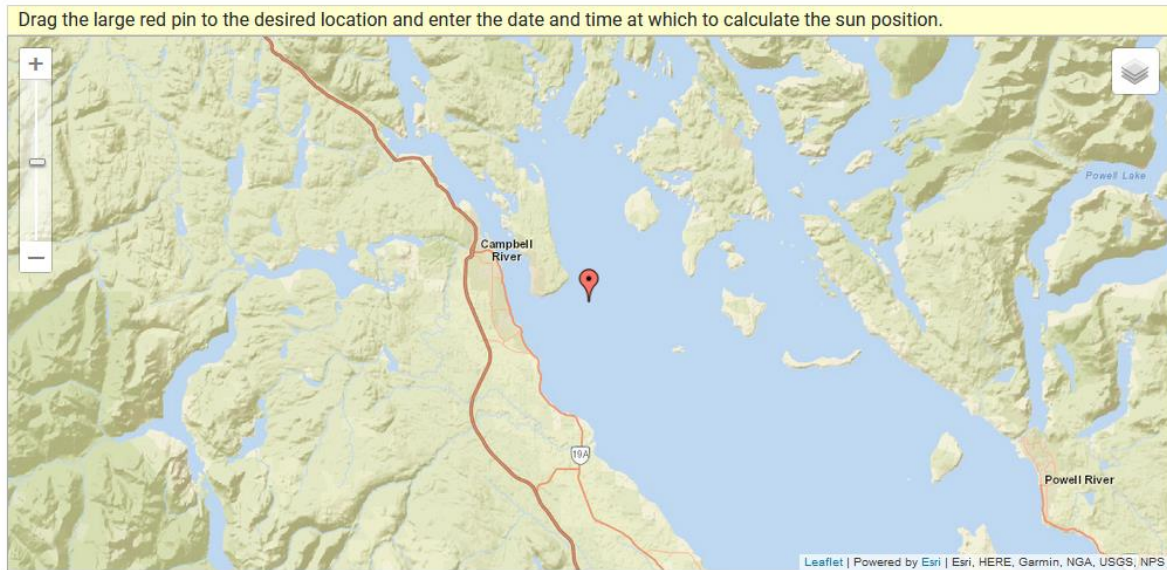 Drag the large red pin to the desired location and enter the date and time at which to calculate the sun position.
+
−
Powell Lake
Campbell
River
19A
Powell River
Leaflet | Powered by Esri | Esri, HERE, Garmin, NGA, USGS, NPS